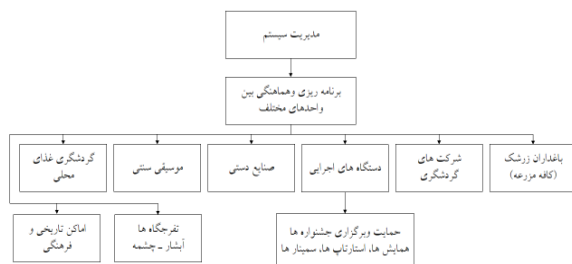 مدیریت سیستم
برنامه ریزی وهماهنگی بین
واحدهای مختلف
باغداران زرشک
(کافه مزرعه)
شرکت های
گردشگری
دستگاه های اجرایی
صنایع دستی
موسیقی سنتی
گردشگری غذای
محلی
حمایت وبرگزاری جشنواره ها
همایش ها، استارتاپ ها، سمینار ها
تفرجگاه ها
آبشار - چشمه
اماکن تاریخی و
فرهنگی